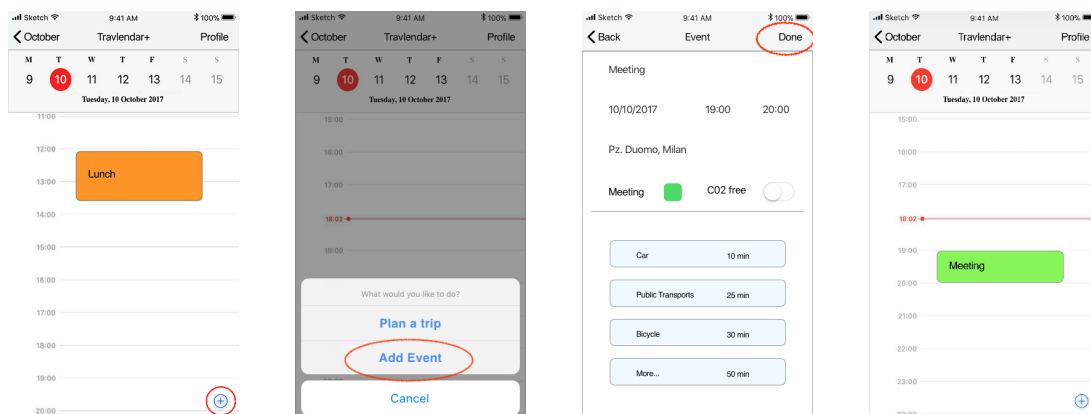 Sketch 9:41 AM 100%
October Travlendar+ Profile
M T W T F S S
9 10 11 12 13 14 15
Tuesday, 10 October 2017
11:00
12:00
Lunch
13:00
14:00
15:00
16:00
17:00
18:00
19:00
20:00
Sketch 9:41 AM 100%
October Travlendar+ Profile
M T W T F S S
9 10 11 12 13 14 15
Tuesday, 10 October 2017
15:00
16:00
17:00
18:02
19:00
What would you like to do?
Plan a trip
Add Event
Cancel
Sketch 9:41 AM 100%
Back Event Done
Meeting
10/10/2017 19:00 20:00
Pz. Duomo, Milan
Meeting C02 free
Car 10 min
Public Transports 25 min
Bicycle 30 min
More... 50 min
Sketch 9:41 AM 100%
October Travlendar+ Profile
M T W T F S S
9 10 11 12 13 14 15
Tuesday, 10 October 2017
15:00
16:00
17:00
18:02
19:00
Meeting
20:00
21:00
22:00
23:00